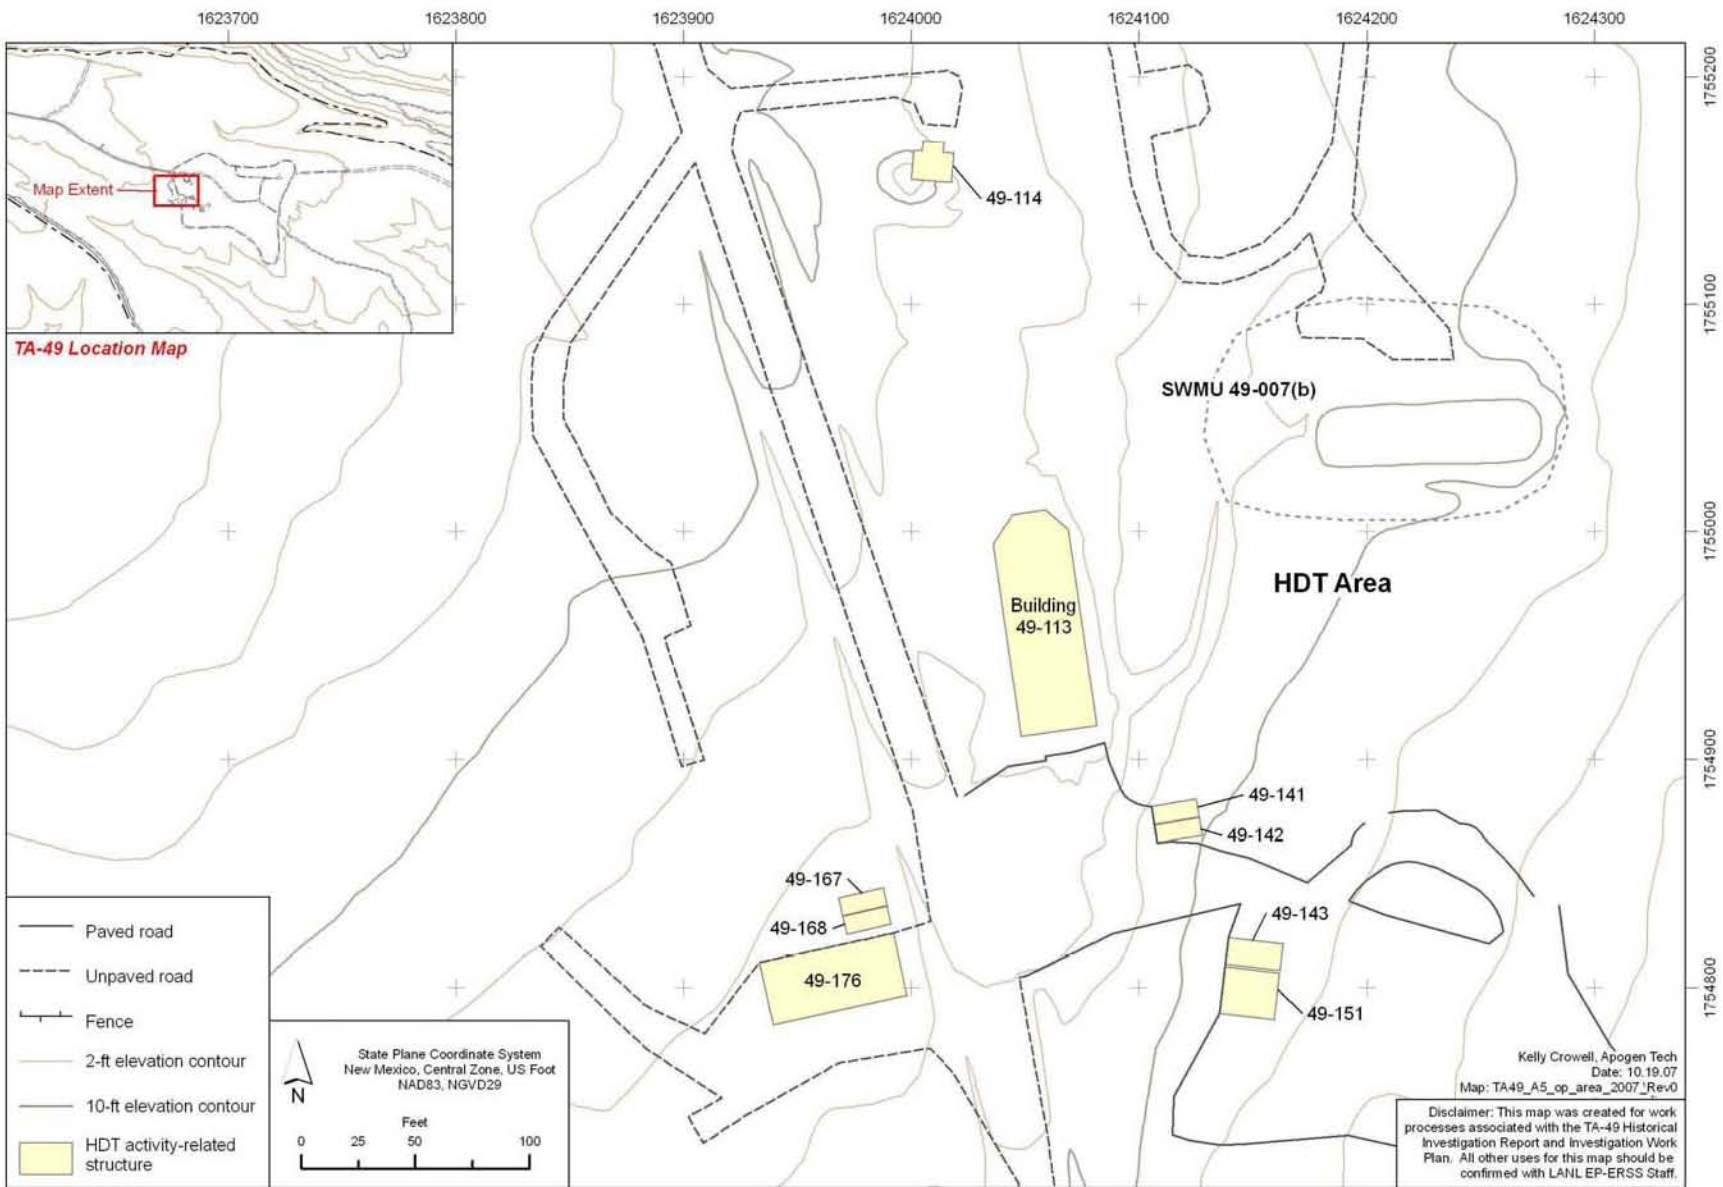 1623700
1623800
1623900
1624000
1624100
1624200
1624300
1755200
1755100
1755000
1754900
1754800
Map Extent
TA-49 Location Map
49-114
SWMU 49-007(b)
HDT Area
Building
49-113
49-141
49-142
49-167
49-168
49-143
49-176
49-151
Paved road
Unpaved road
Fence
2-ft elevation contour
10-ft elevation contour
HDT activity-related
structure
State Plane Coordinate System
New Mexico, Central Zone, US Foot
NAD83, NGVD29
N
Feet
0 25 50 100
Kelly Crowell, Apogen Tech
Date: 10.19.07
Map: TA49_A5_op_area_2007_Rev0
Disclaimer: This map was created for work
processes associated with the TA-49 Historical
Investigation Report and Investigation Work
Plan. All other uses for this map should be
confirmed with LANL EP-ERSS Staff.